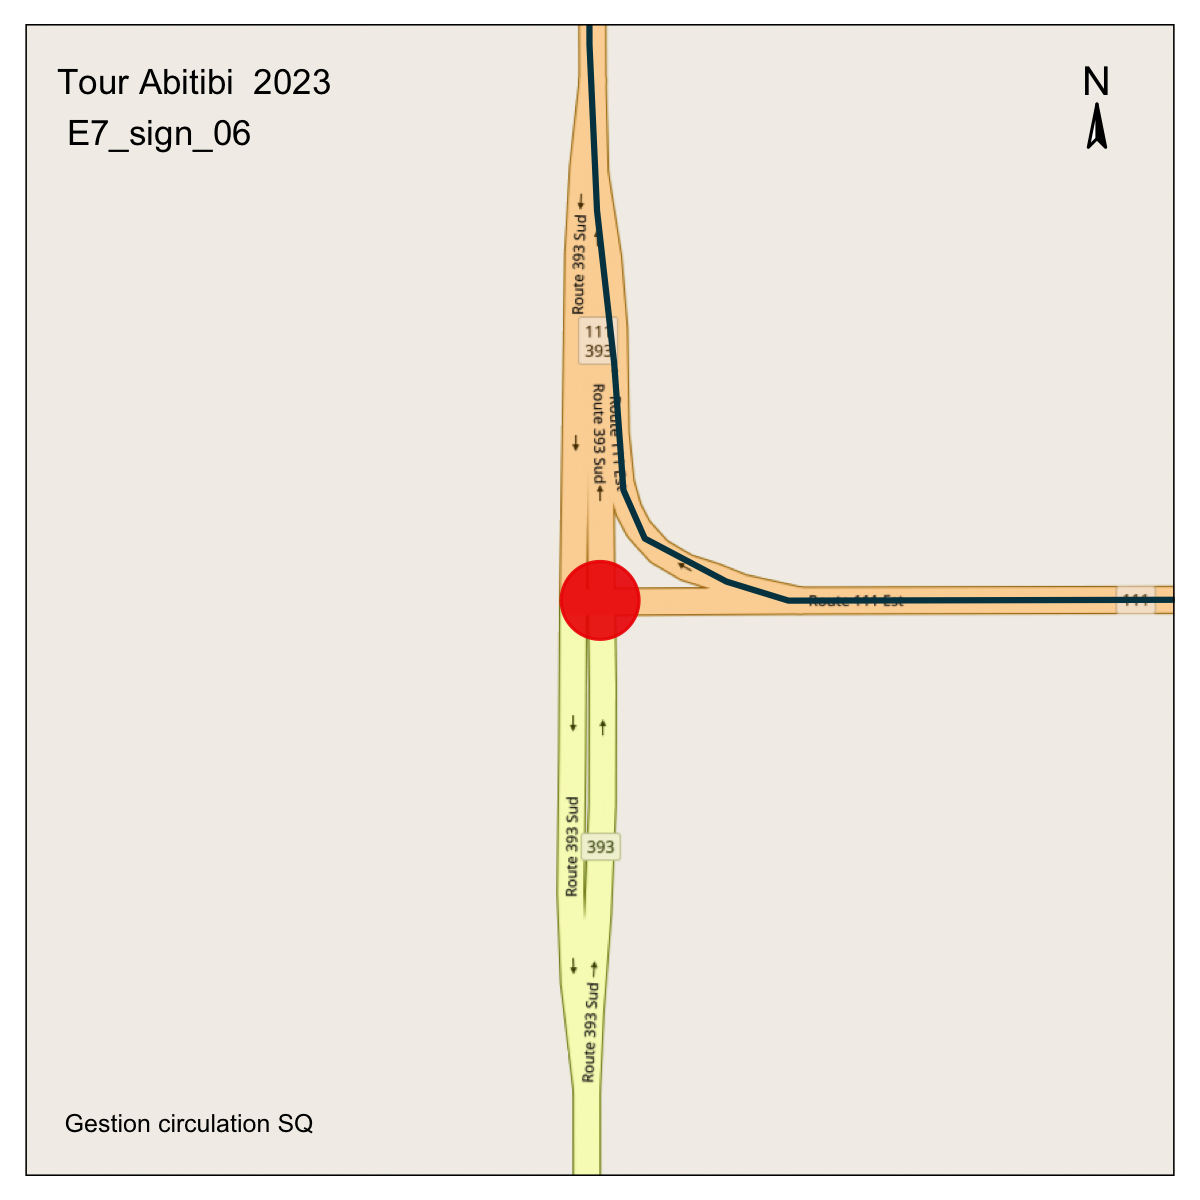 Tour Abitibi  2023
E7_sign_06
N
Route 393 Sud
111
393
Route 393 Sud
Route 111 Est
Route 111 Est
111
Route 393 Sud
393
Route 393 Sud
Gestion circulation SQ